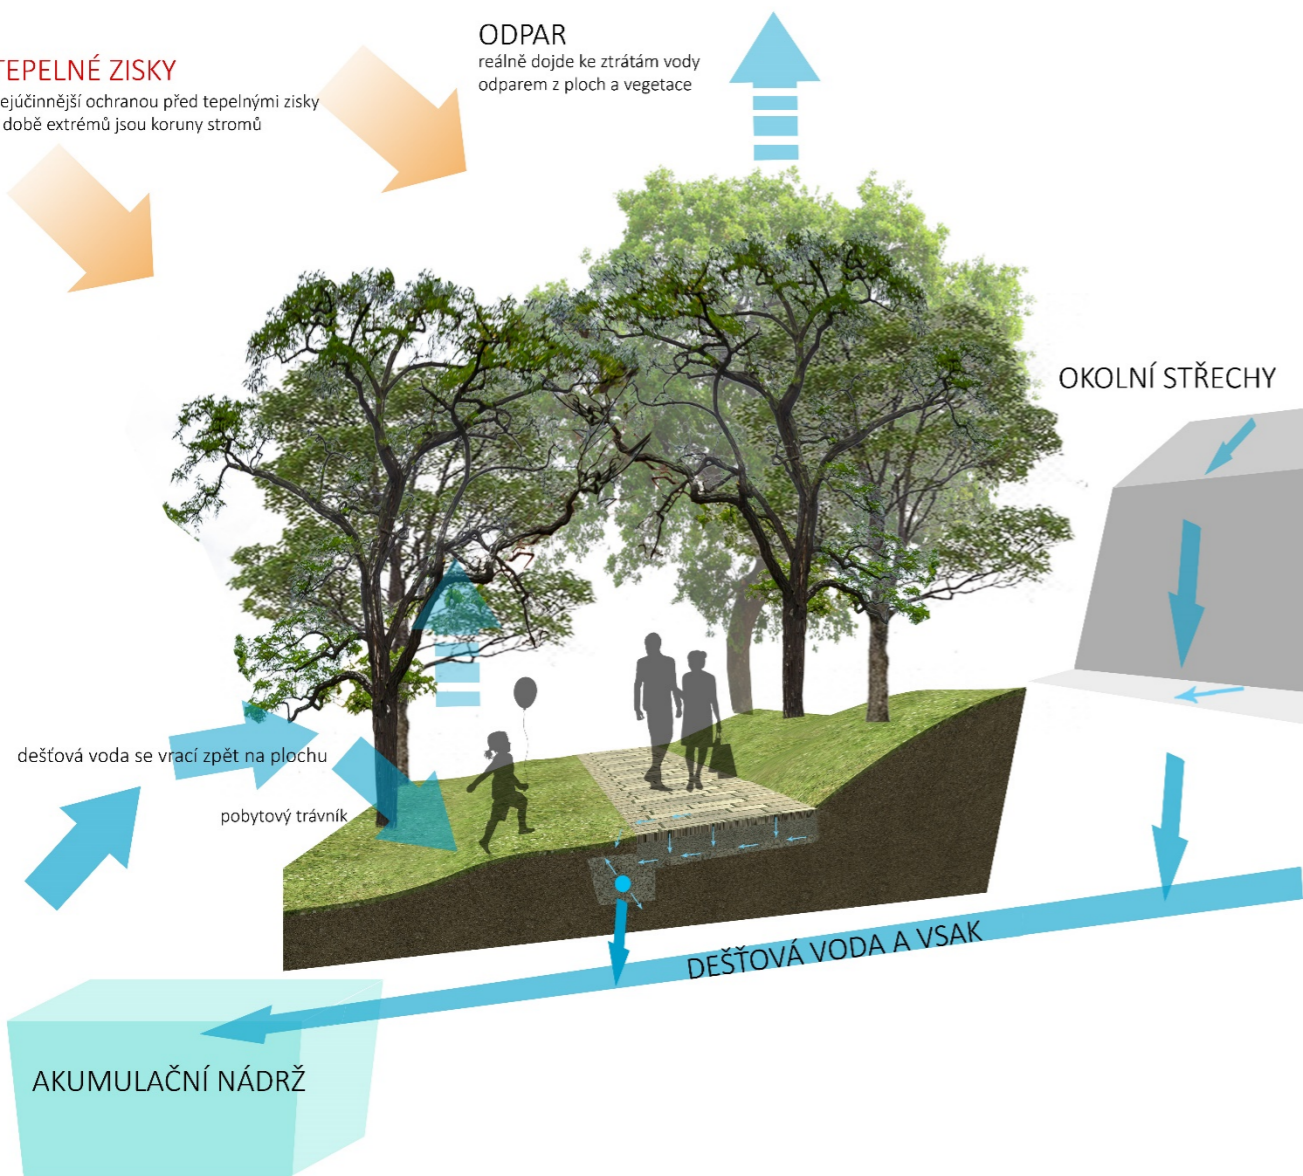 TEPELNÉ ZISKY
ejúčinnější ochranou před tepelnými zisky
době extrémů jsou koruny stromů
ODPAR
reálně dojde ke ztrátám vody
odparem z ploch a vegetace
OKOLNÍ STŘECHY
dešťová voda se vrací zpět na plochu
pobytový trávník
DEŠŤOVÁ VODA A VSAK
AKUMULAČNÍ NÁDRŽ